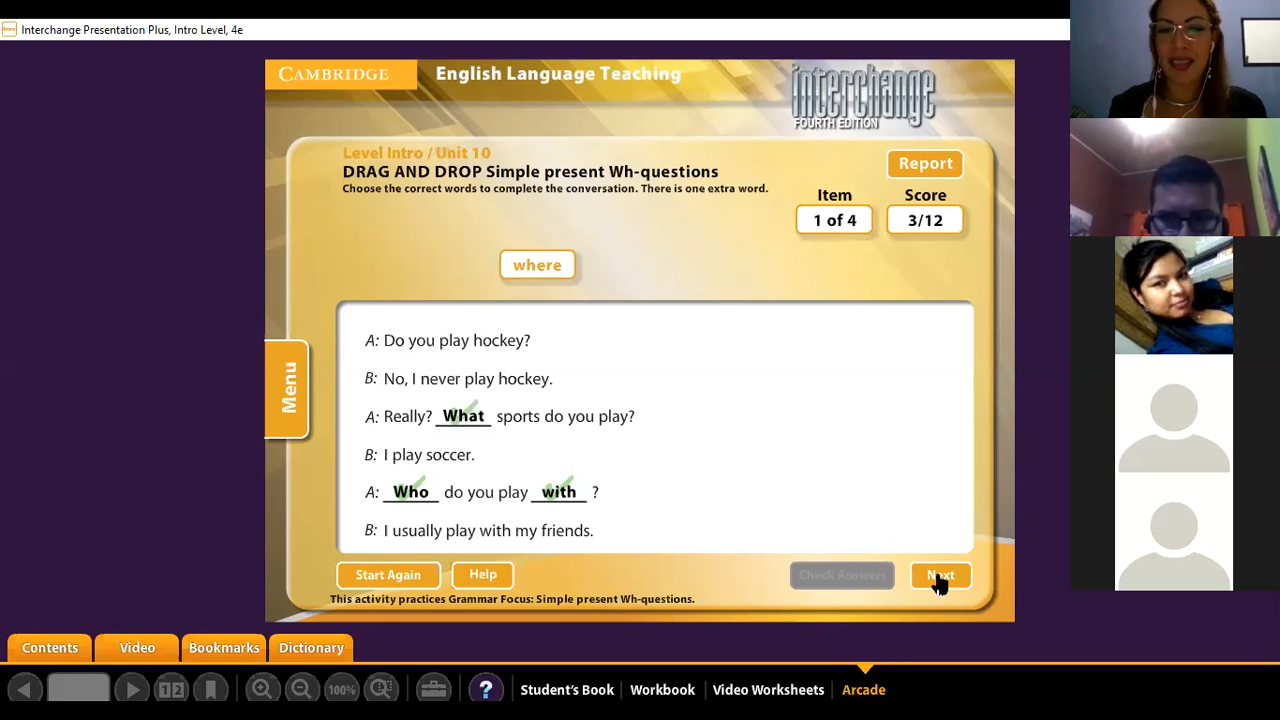 Interchange Presentation Plus, Intro Level, 4e
CAMBRIDGE
English Language Teaching
interchange
FOURTH EDITION
Level Intro / Unit 10
DRAG AND DROP Simple present Wh-questions
Choose the correct words to complete the conversation. There is one extra word.
Report
Item
Score
1 of 4
3/12
where
Menu
A: Do you play hockey?
B: No, I never play hockey.
A: Really? What sports do you play?
B: I play soccer.
A: Who do you play with ?
B: I usually play with my friends.
Start Again
Help
Check Answers
Next
This activity practices Grammar Focus: Simple present Wh-questions.
Contents
Video
Bookmarks
Dictionary
12
100%
?
Student's Book
Workbook
Video Worksheets
Arcade